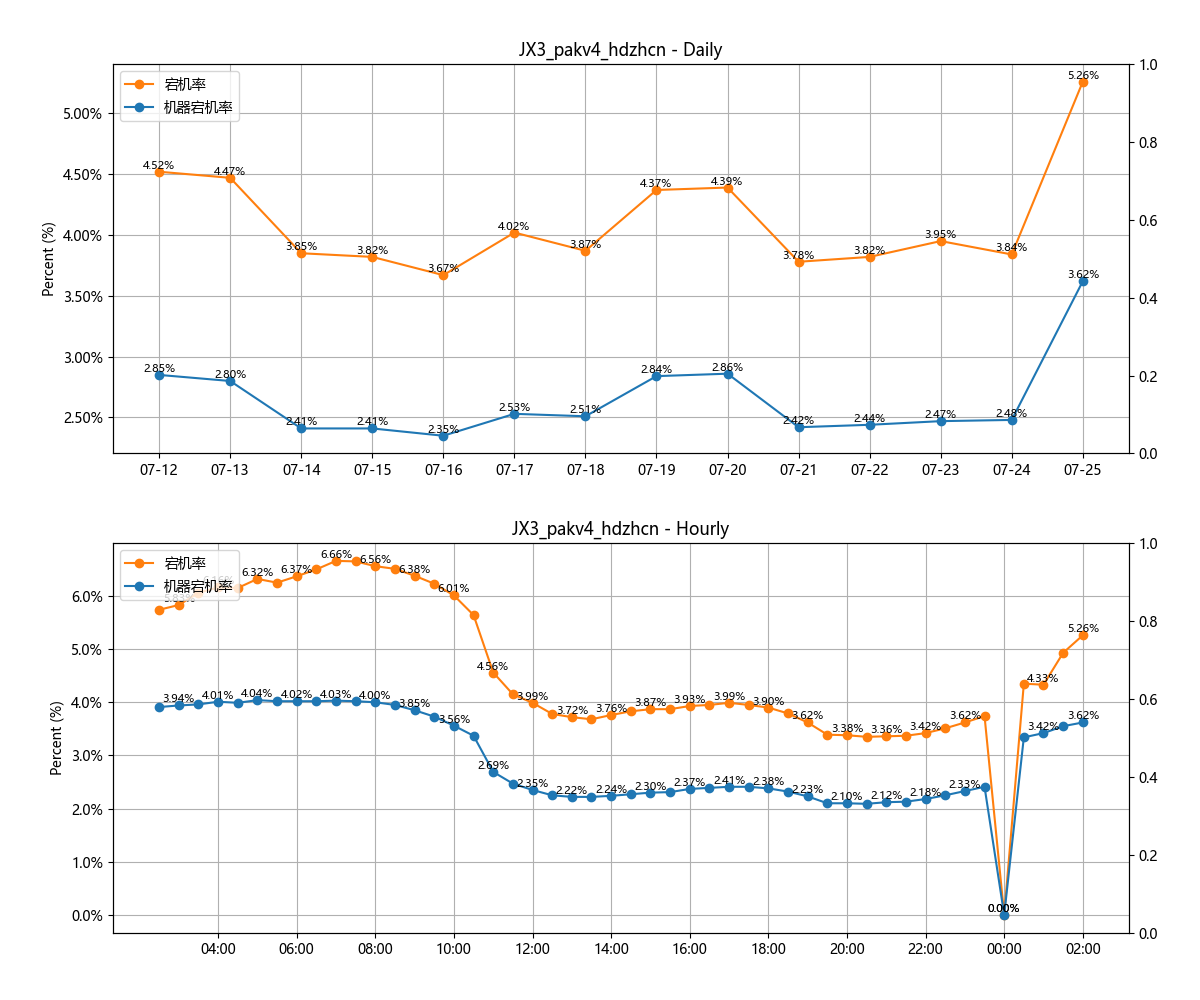 JX3_pakv4_hdzhcn - Daily
宕机率
机器宕机率
Percent (%)
5.00%
4.50%
4.00%
3.50%
3.00%
2.50%
1.0
0.8
0.6
0.4
0.2
0.0
4.52% 4.47% 3.85% 3.82% 3.67% 4.02% 3.87% 4.37% 4.39% 3.78% 3.82% 3.95% 3.84% 5.26%
2.85% 2.80% 2.41% 2.41% 2.35% 2.53% 2.51% 2.84% 2.86% 2.42% 2.44% 2.47% 2.48% 3.62%
07-12 07-13 07-14 07-15 07-16 07-17 07-18 07-19 07-20 07-21 07-22 07-23 07-24 07-25
JX3_pakv4_hdzhcn - Hourly
宕机率
机器宕机率
Percent (%)
6.0%
5.0%
4.0%
3.0%
2.0%
1.0%
0.0%
1.0
0.8
0.6
0.4
0.2
0.0
6.32% 6.37% 6.66% 6.56% 6.38% 6.01% 4.56% 3.99% 3.72% 3.76% 3.87% 3.93% 3.99% 3.90% 3.62% 3.38% 3.36% 3.42% 3.62% 0.00% 4.33% 5.26%
3.94% 4.01% 4.04% 4.02% 4.03% 4.00% 3.85% 3.56% 2.69% 2.35% 2.22% 2.24% 2.30% 2.37% 2.41% 2.38% 2.23% 2.10% 2.12% 2.18% 2.33% 0.00% 3.42% 3.62%
04:00 06:00 08:00 10:00 12:00 14:00 16:00 18:00 20:00 22:00 00:00 02:00